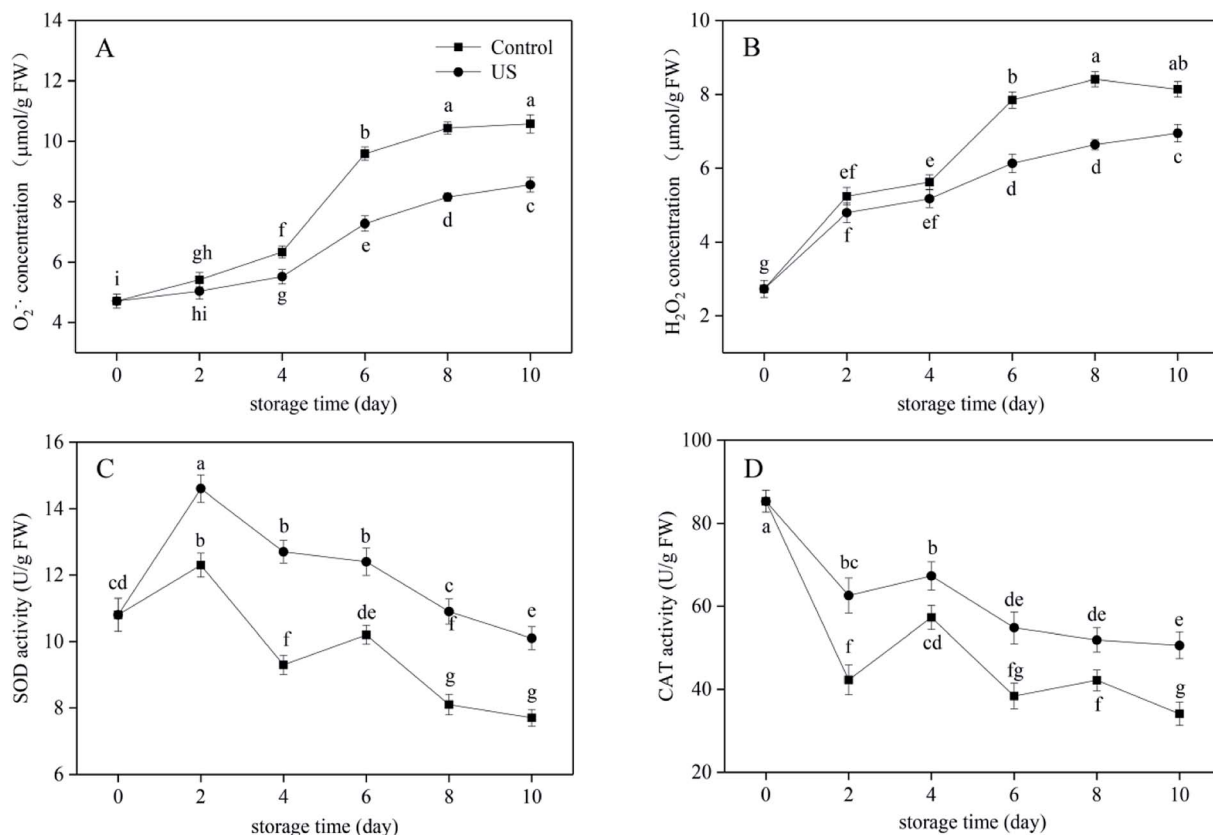 A
Control
US
O₂⁻· concentration (μmol/g FW)
14
12
10
8
6
4
i
gh
hi
f
g
b
e
a
d
a
c
0 2 4 6 8 10
storage time (day)
B
H₂O₂ concentration (μmol/g FW)
10
8
6
4
2
g
ef
f
e
ef
b
d
a
d
ab
c
0 2 4 6 8 10
storage time (day)
C
SOD activity (U/g FW)
16
14
12
10
8
6
cd
a
b
b
f
b
de
c
f
g
e
g
0 2 4 6 8 10
storage time (day)
D
CAT activity (U/g FW)
100
80
60
40
20
a
bc
f
b
cd
de
fg
de
f
e
g
0 2 4 6 8 10
storage time (day)